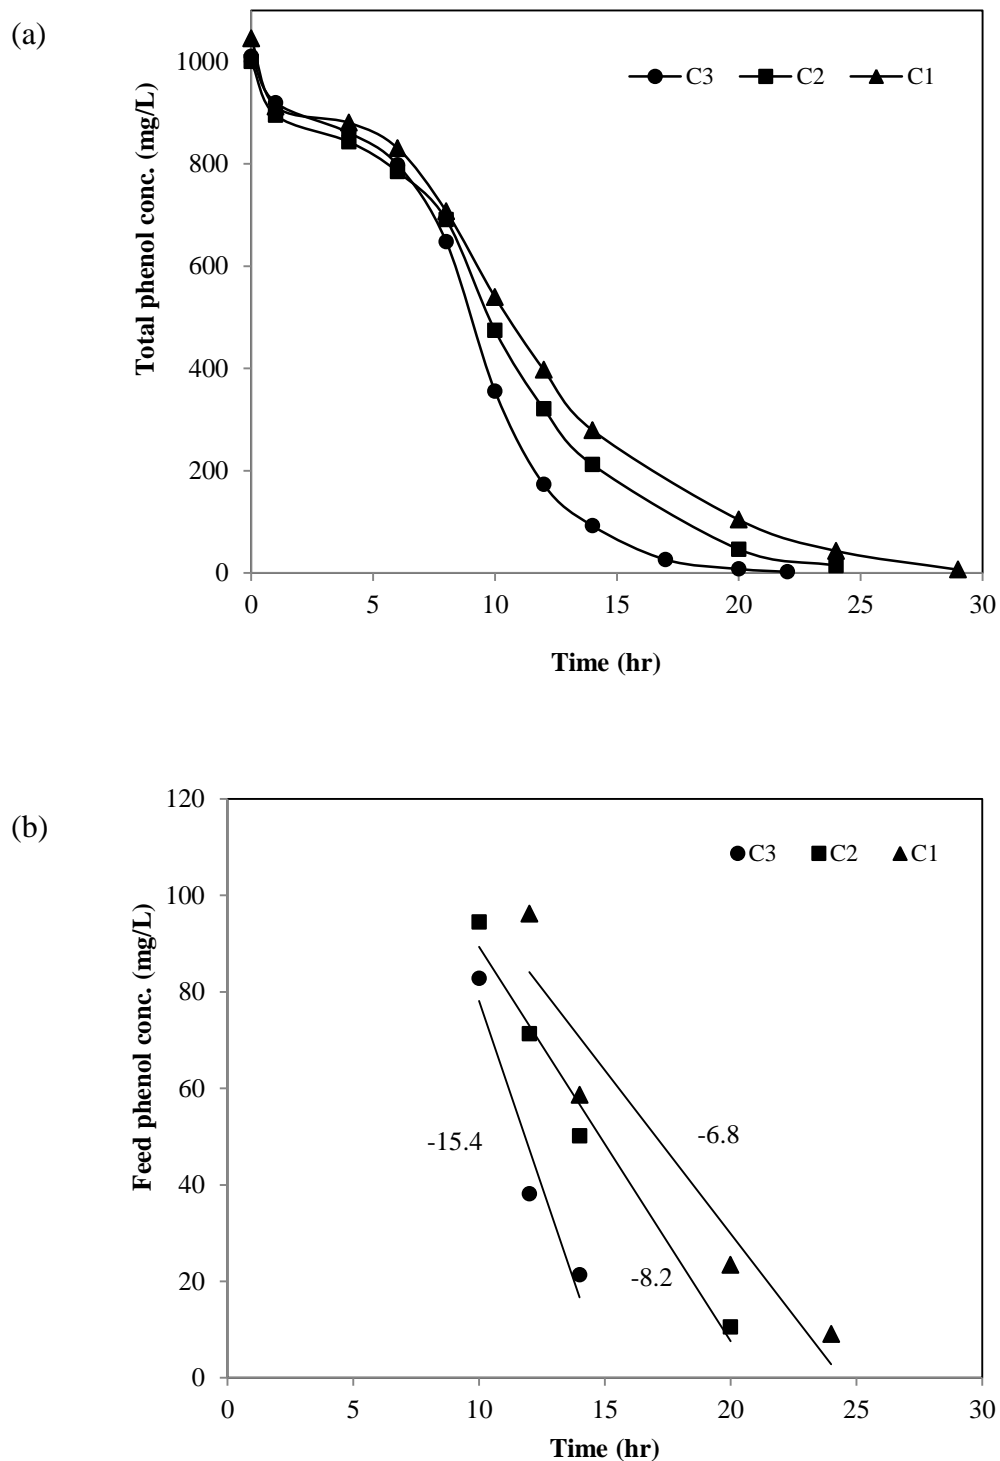 (a)
1000
800
600
400
200
0
Total phenol conc. (mg/L)
C3 C2 C1
0 5 10 15 20 25 30
Time (hr)
(b)
120
100
80
60
40
20
0
Feed phenol conc. (mg/L)
C3 C2 C1
-15.4
-6.8
-8.2
0 5 10 15 20 25 30
Time (hr)